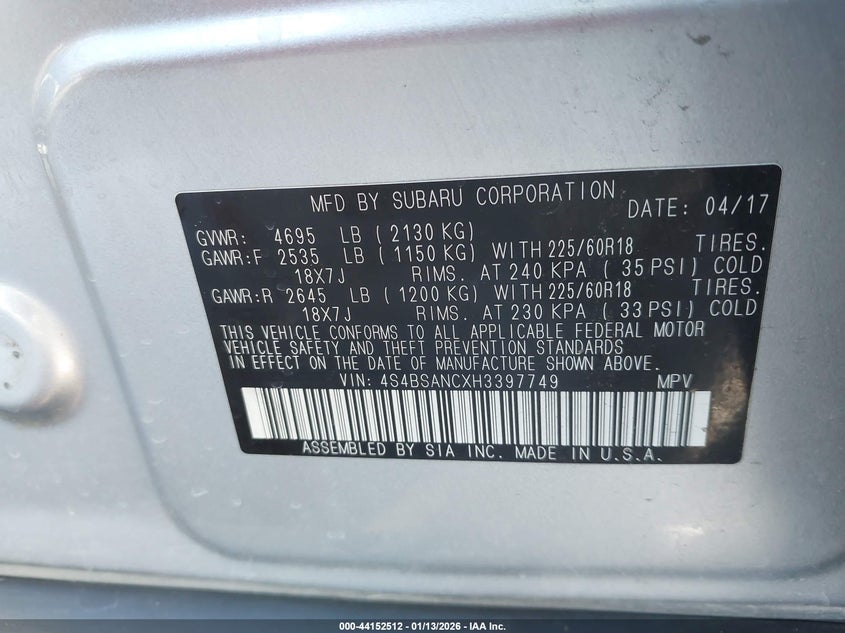 MFD BY SUBARU CORPORATION DATE: 04/17
GVWR: 4695 LB ( 2130 KG)
GAWR:F 2535 LB ( 1150 KG) WITH 225/60R18 TIRES.
18X7J RIMS. AT 240 KPA ( 35 PSI) COLD
GAWR:R 2645 LB ( 1200 KG) WITH 225/60R18 TIRES.
18X7J RIMS. AT 230 KPA ( 33 PSI) COLD
THIS VEHICLE CONFORMS TO ALL APPLICABLE FEDERAL MOTOR
VEHICLE SAFETY AND THEFT PREVENTION STANDARDS
IN EFFECT ON THE DATE OF MANUFACTURE SHOWN ABOVE.
VIN: 4S4BSANCXH3397749 MPV
ASSEMBLED BY SIA INC. MADE IN U.S.A.
000-44152512 - 01/13/2026 - IAA Inc.